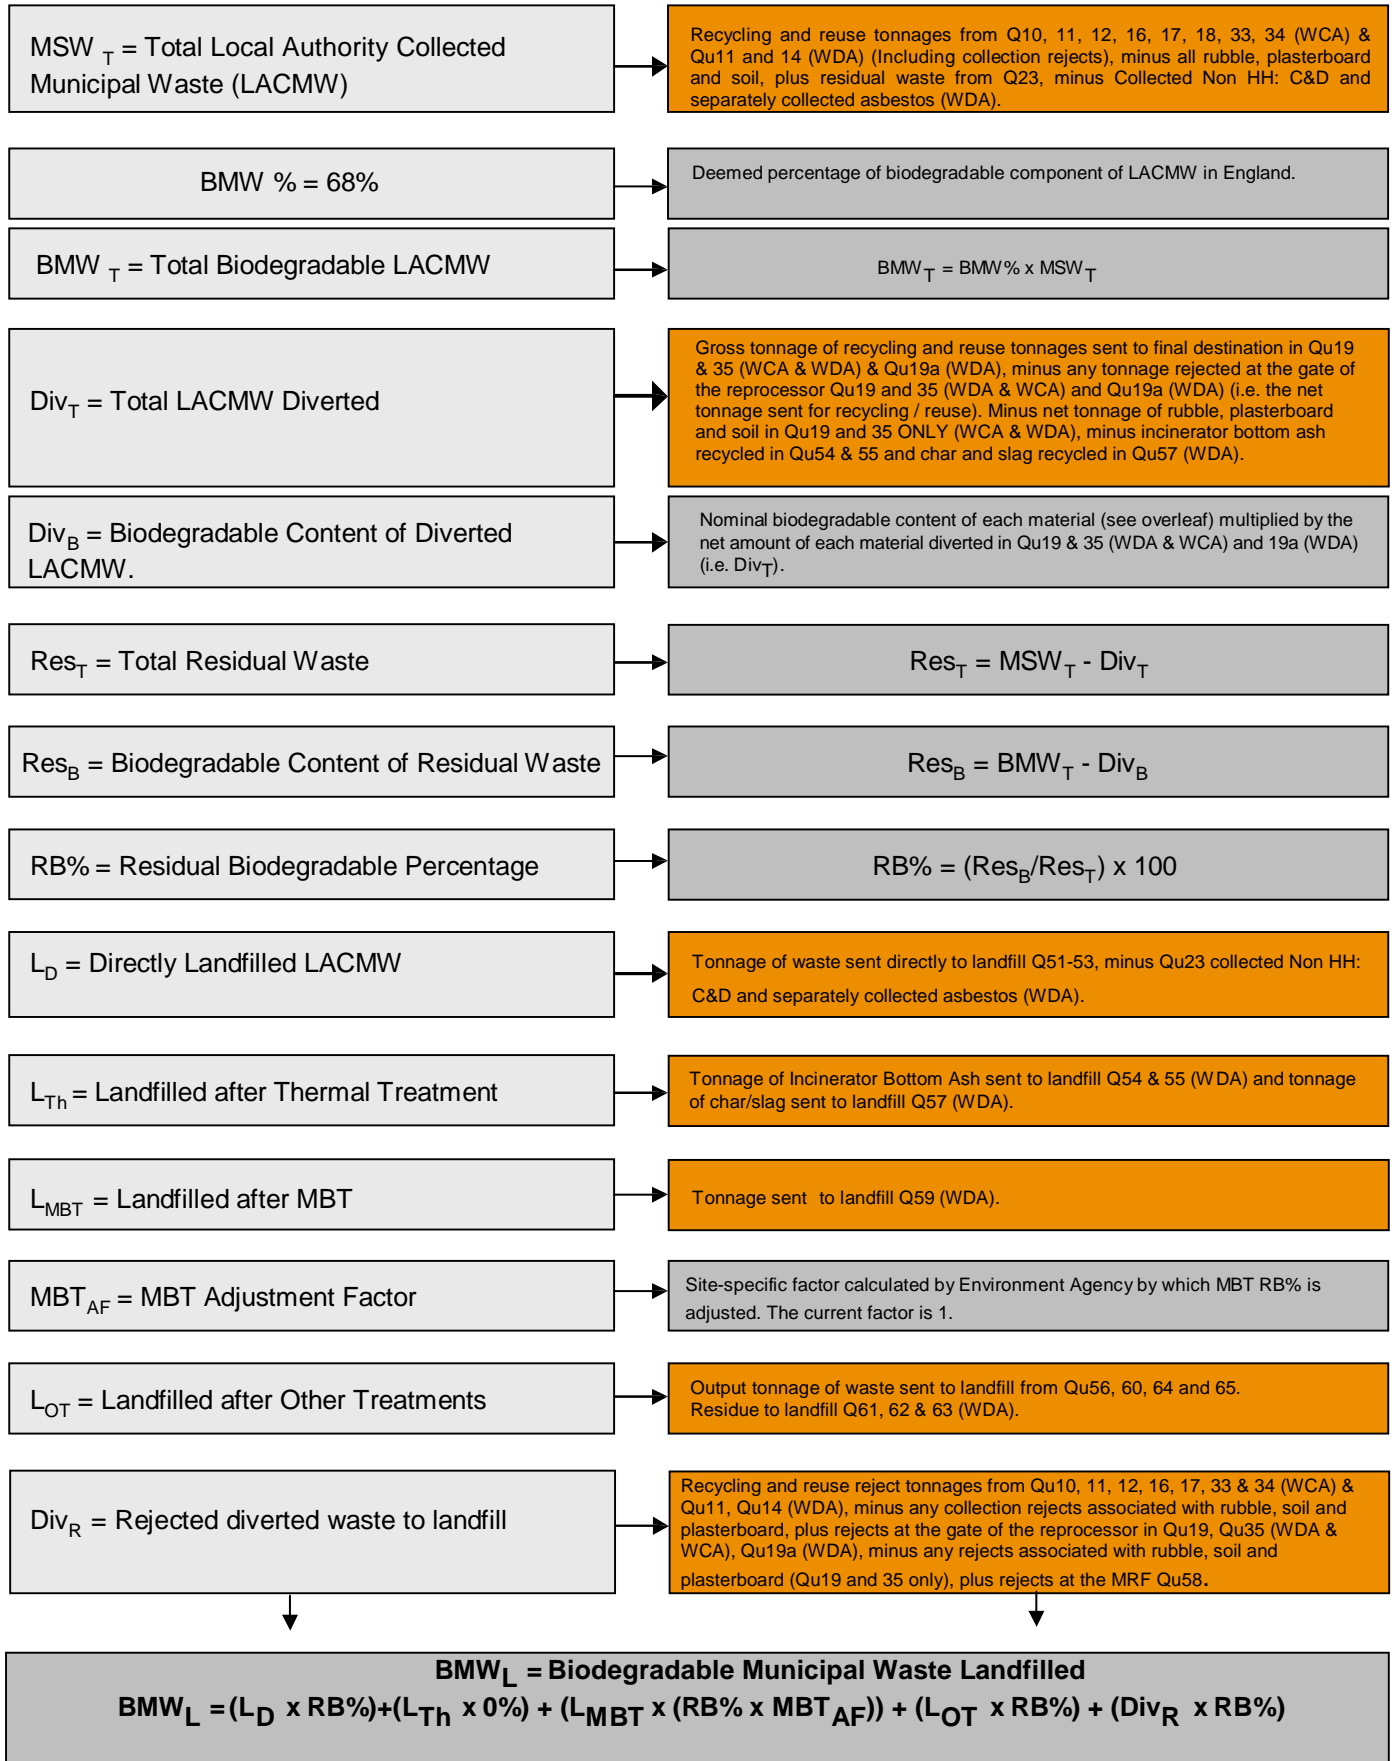 MSW T = Total Local Authority Collected
Municipal Waste (LACMW)
Recycling and reuse tonnages from Q10, 11, 12, 16, 17, 18, 33, 34 (WCA) &
Qu11 and 14 (WDA) (Including collection rejects), minus all rubble, plasterboard
and soil, plus residual waste from Q23, minus Collected Non HH: C&D and
separately collected asbestos (WDA).
BMW % = 68%
Deemed percentage of biodegradable component of LACMW in England.
BMW T = Total Biodegradable LACMW
BMWT = BMW% x MSWT
DivT = Total LACMW Diverted
Gross tonnage of recycling and reuse tonnages sent to final destination in Qu19
& 35 (WCA & WDA) & Qu19a (WDA), minus any tonnage rejected at the gate of
the reprocessor Qu19 and 35 (WDA & WCA) and Qu19a (WDA) (i.e. the net
tonnage sent for recycling / reuse). Minus net tonnage of rubble, plasterboard
and soil in Qu19 and 35 ONLY (WCA & WDA), minus incinerator bottom ash
recycled in Qu54 & 55 and char and slag recycled in Qu57 (WDA).
DivB = Biodegradable Content of Diverted
LACMW.
Nominal biodegradable content of each material (see overleaf) multiplied by the
net amount of each material diverted in Qu19 & 35 (WDA & WCA) and 19a (WDA)
(i.e. DivT).
ResT = Total Residual Waste
ResT = MSWT - DivT
ResB = Biodegradable Content of Residual Waste
ResB = BMWT - DivB
RB% = Residual Biodegradable Percentage
RB% = (ResB/ResT) x 100
LD = Directly Landfilled LACMW
Tonnage of waste sent directly to landfill Q51-53, minus Qu23 collected Non HH:
C&D and separately collected asbestos (WDA).
LTh = Landfilled after Thermal Treatment
Tonnage of Incinerator Bottom Ash sent to landfill Q54 & 55 (WDA) and tonnage
of char/slag sent to landfill Q57 (WDA).
LMBT = Landfilled after MBT
Tonnage sent to landfill Q59 (WDA).
MBTAF = MBT Adjustment Factor
Site-specific factor calculated by Environment Agency by which MBT RB% is
adjusted. The current factor is 1.
LOT = Landfilled after Other Treatments
Output tonnage of waste sent to landfill from Qu56, 60, 64 and 65.
Residue to landfill Q61, 62 & 63 (WDA).
DivR = Rejected diverted waste to landfill
Recycling and reuse reject tonnages from Qu10, 11, 12, 16, 17, 33 & 34 (WCA) &
Qu11, Qu14 (WDA), minus any collection rejects associated with rubble, soil and
plasterboard, plus rejects at the gate of the reprocessor in Qu19, Qu35 (WDA &
WCA), Qu19a (WDA), minus any rejects associated with rubble, soil and
plasterboard (Qu19 and 35 only), plus rejects at the MRF Qu58.
BMWL = Biodegradable Municipal Waste Landfilled
BMWL =(LD x RB%)+(LTh x 0%) + (LMBT x (RB% x MBTAF)) + (LOT x RB%) + (DivR x RB%)